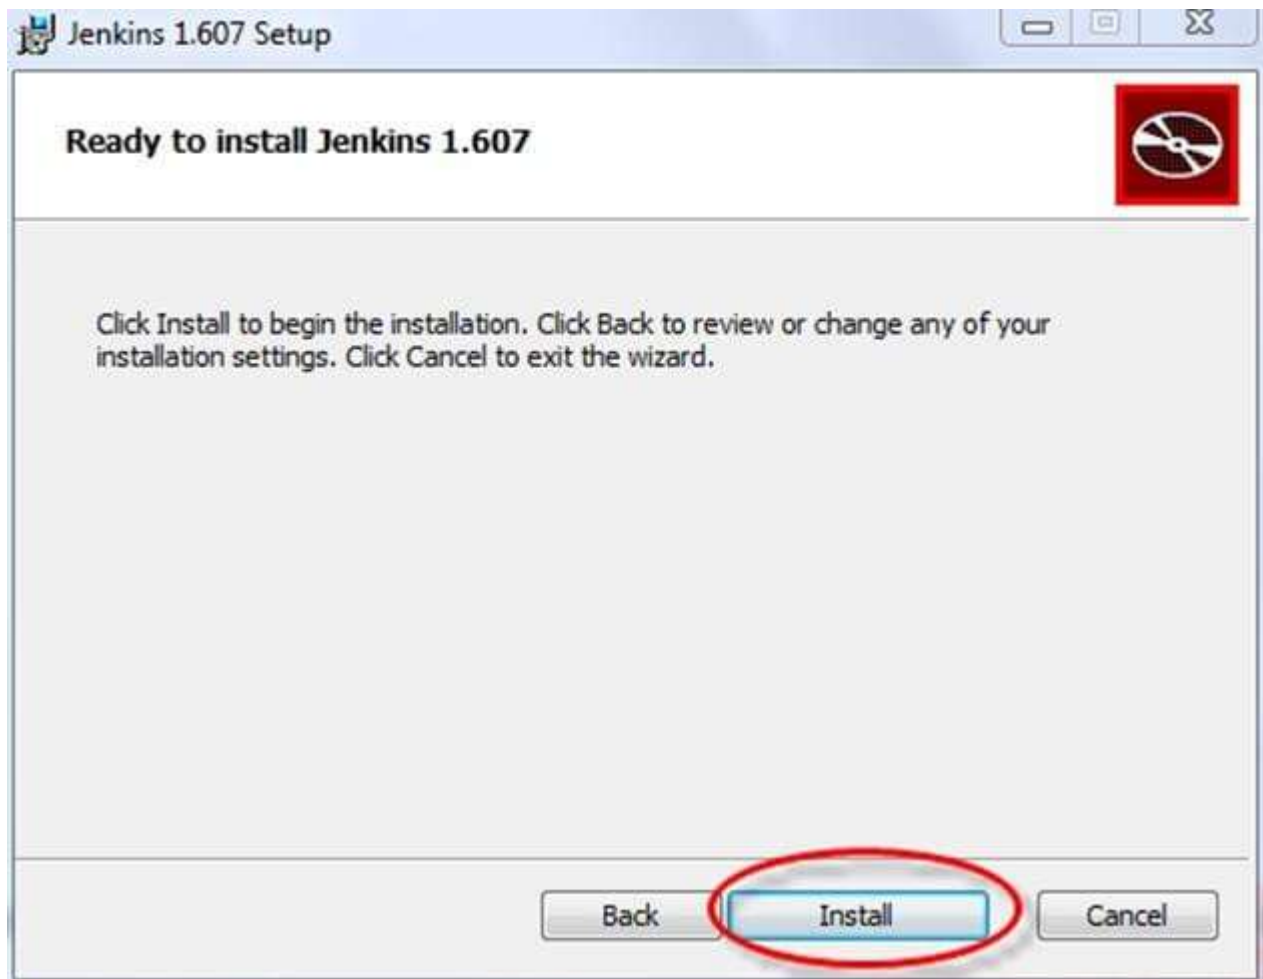 Jenkins 1.607 Setup
Ready to install Jenkins 1.607
Click Install to begin the installation. Click Back to review or change any of your
installation settings. Click Cancel to exit the wizard.
Back
Install
Cancel